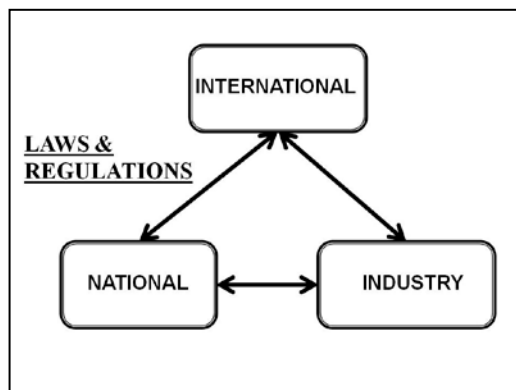 INTERNATIONAL
LAWS &
REGULATIONS
NATIONAL
INDUSTRY